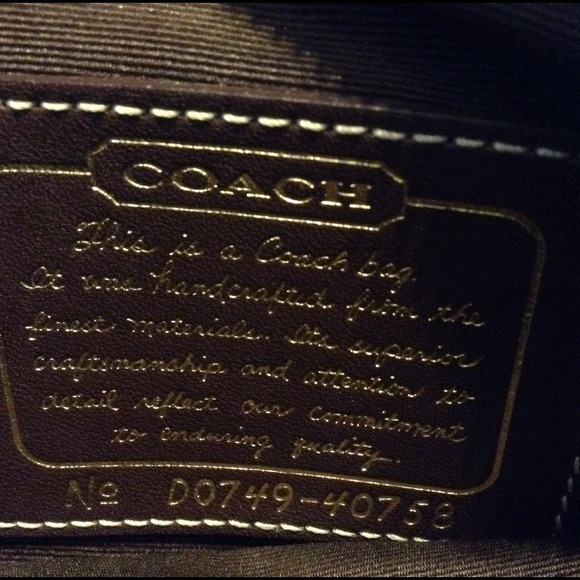 COACH
This is a Coach bag.
It was handcrafted from the
finest materials. Its superior
craftsmanship and attention to
detail reflect our commitment
to enduring quality.
No D0749-40758